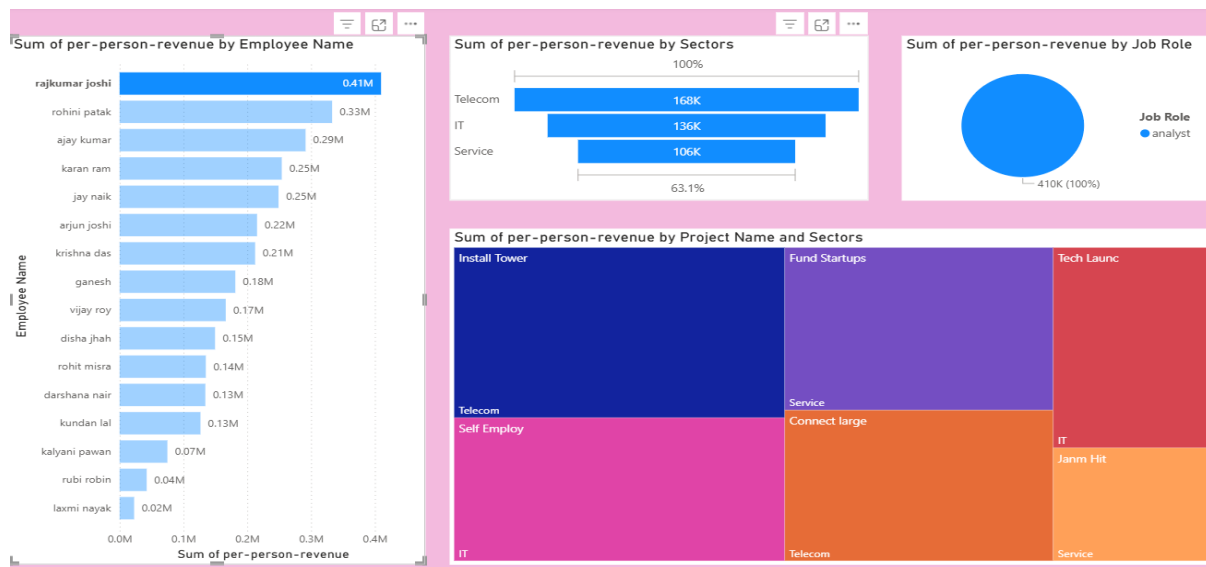 Sum of per-person-revenue by Employee Name
Employee Name
rajkumar joshi 0.41M
rohini patak 0.33M
ajay kumar 0.29M
karan ram 0.25M
jay naik 0.25M
arjun joshi 0.22M
krishna das 0.21M
ganesh 0.18M
vijay roy 0.17M
disha jhah 0.15M
rohit misra 0.14M
darshana nair 0.13M
kundan lal 0.13M
kalyani pawan 0.07M
rubi robin 0.04M
laxmi nayak 0.02M
0.0M 0.1M 0.2M 0.3M 0.4M
Sum of per-person-revenue
Sum of per-person-revenue by Sectors
100%
Telecom 168K
IT 136K
Service 106K
63.1%
Sum of per-person-revenue by Job Role
Job Role
analyst
410K (100%)
Sum of per-person-revenue by Project Name and Sectors
Install Tower
Telecom
Self Employ
IT
Fund Startups
Service
Connect large
Telecom
Tech Launc
IT
Janm Hit
Service